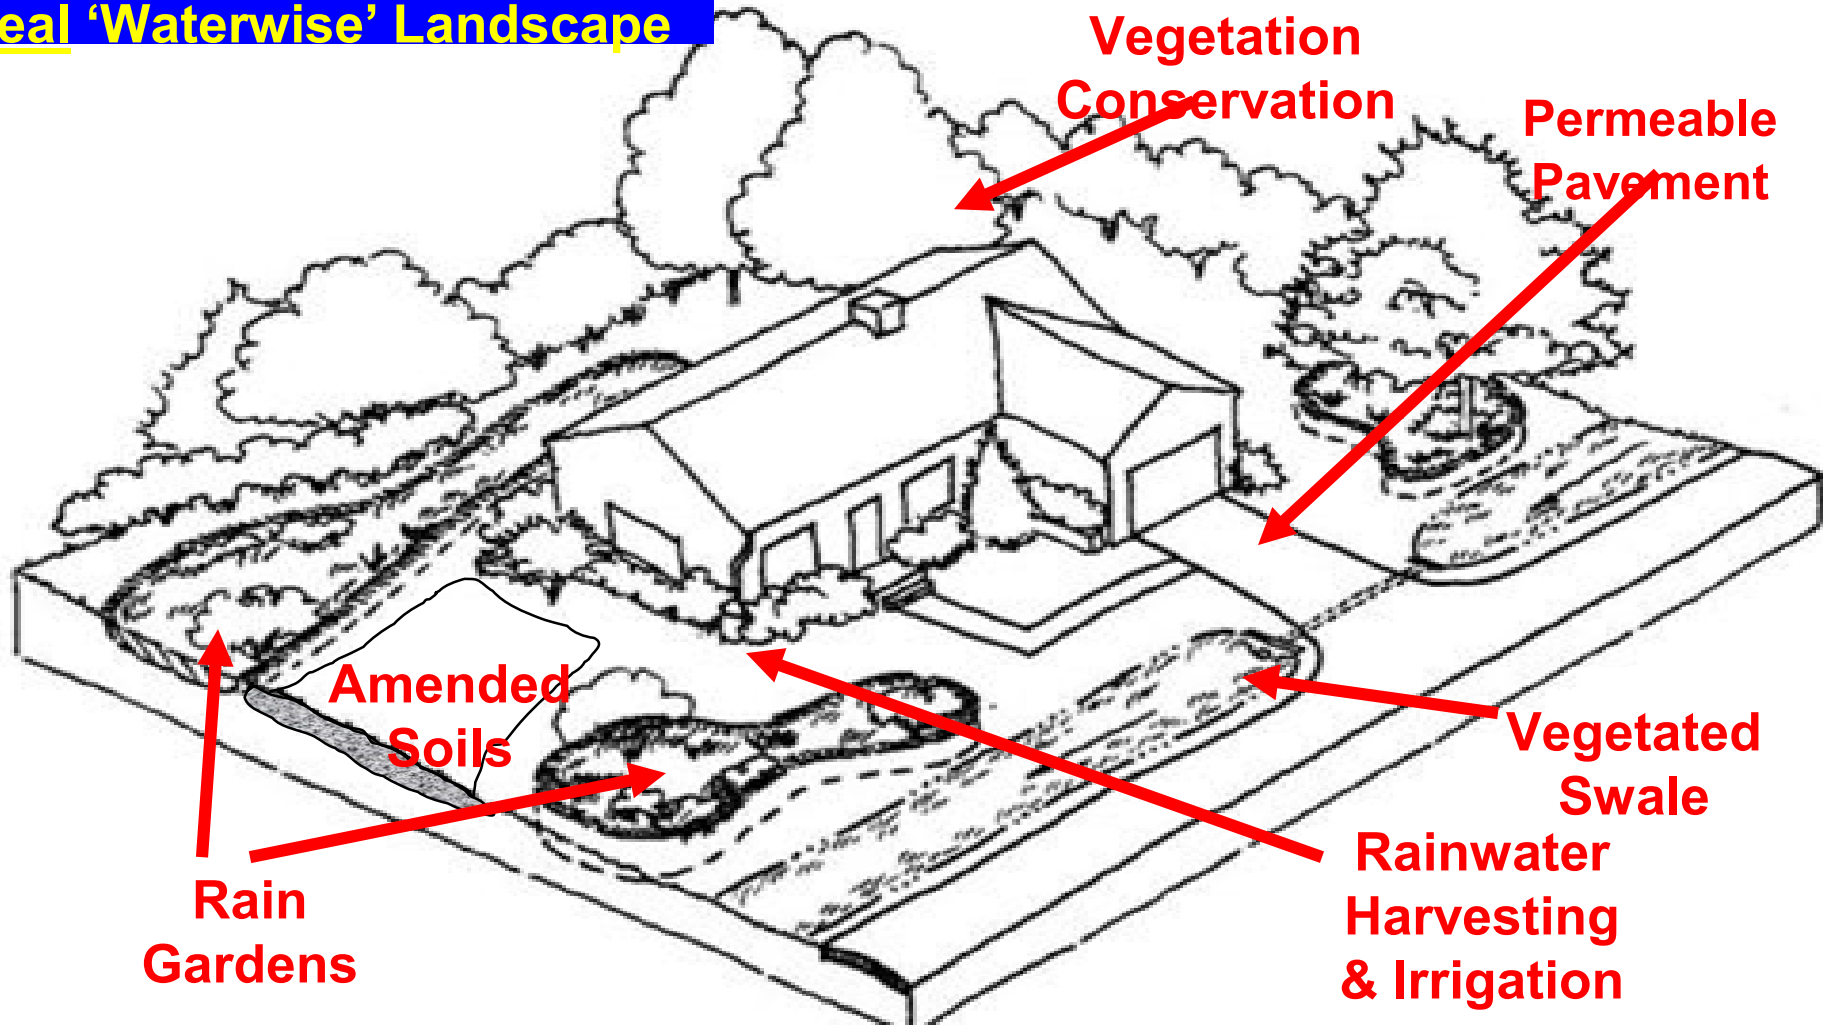 eal ‘Waterwise’ Landscape
Vegetation
Conservation
Permeable
Pavement
Amended
Soils
Vegetated
Swale
Rain
Gardens
Rainwater
Harvesting
& Irrigation